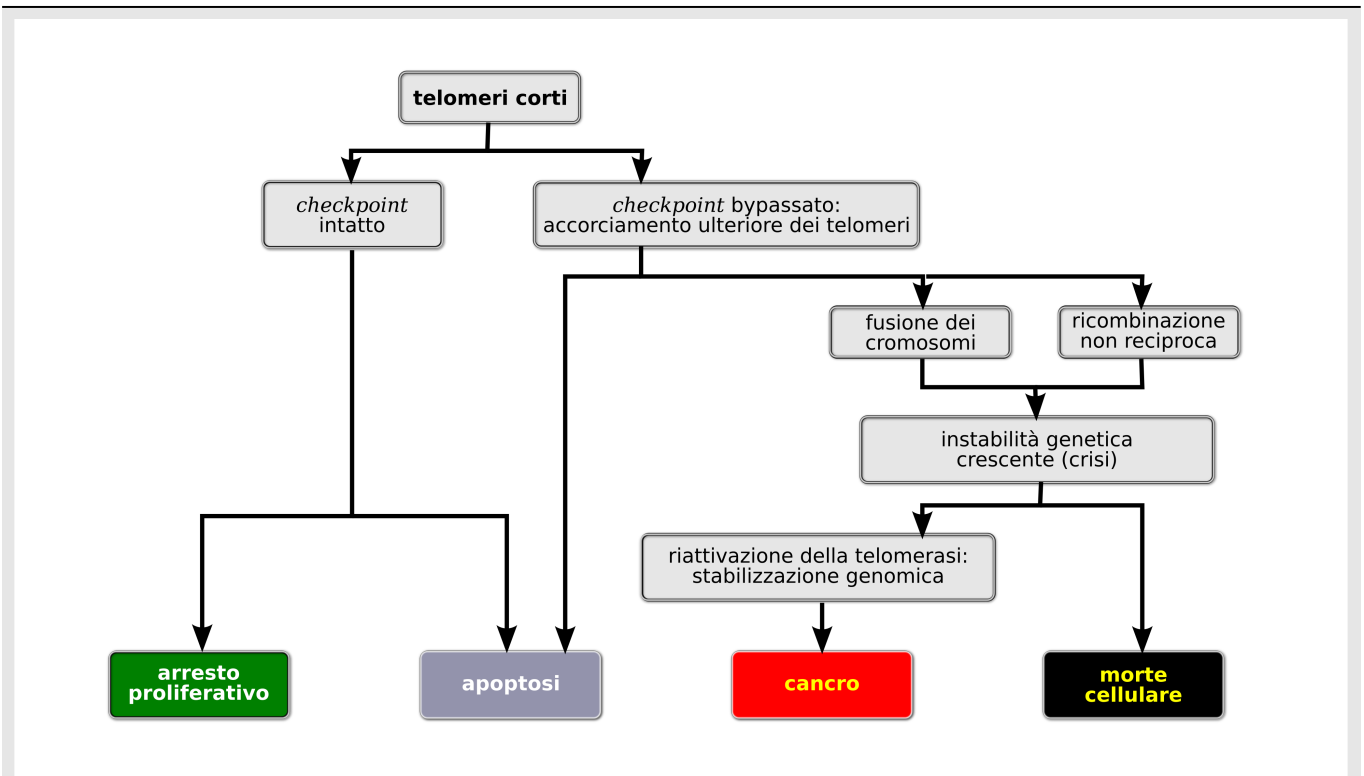 telomeri corti
checkpoint
intatto
checkpoint bypassato:
accorciamento ulteriore dei telomeri
fusione dei
cromosomi
ricombinazione
non reciproca
instabilità genetica
crescente (crisi)
riattivazione della telomerasi:
stabilizzazione genomica
arresto
proliferativo
apoptosi
cancro
morte
cellulare